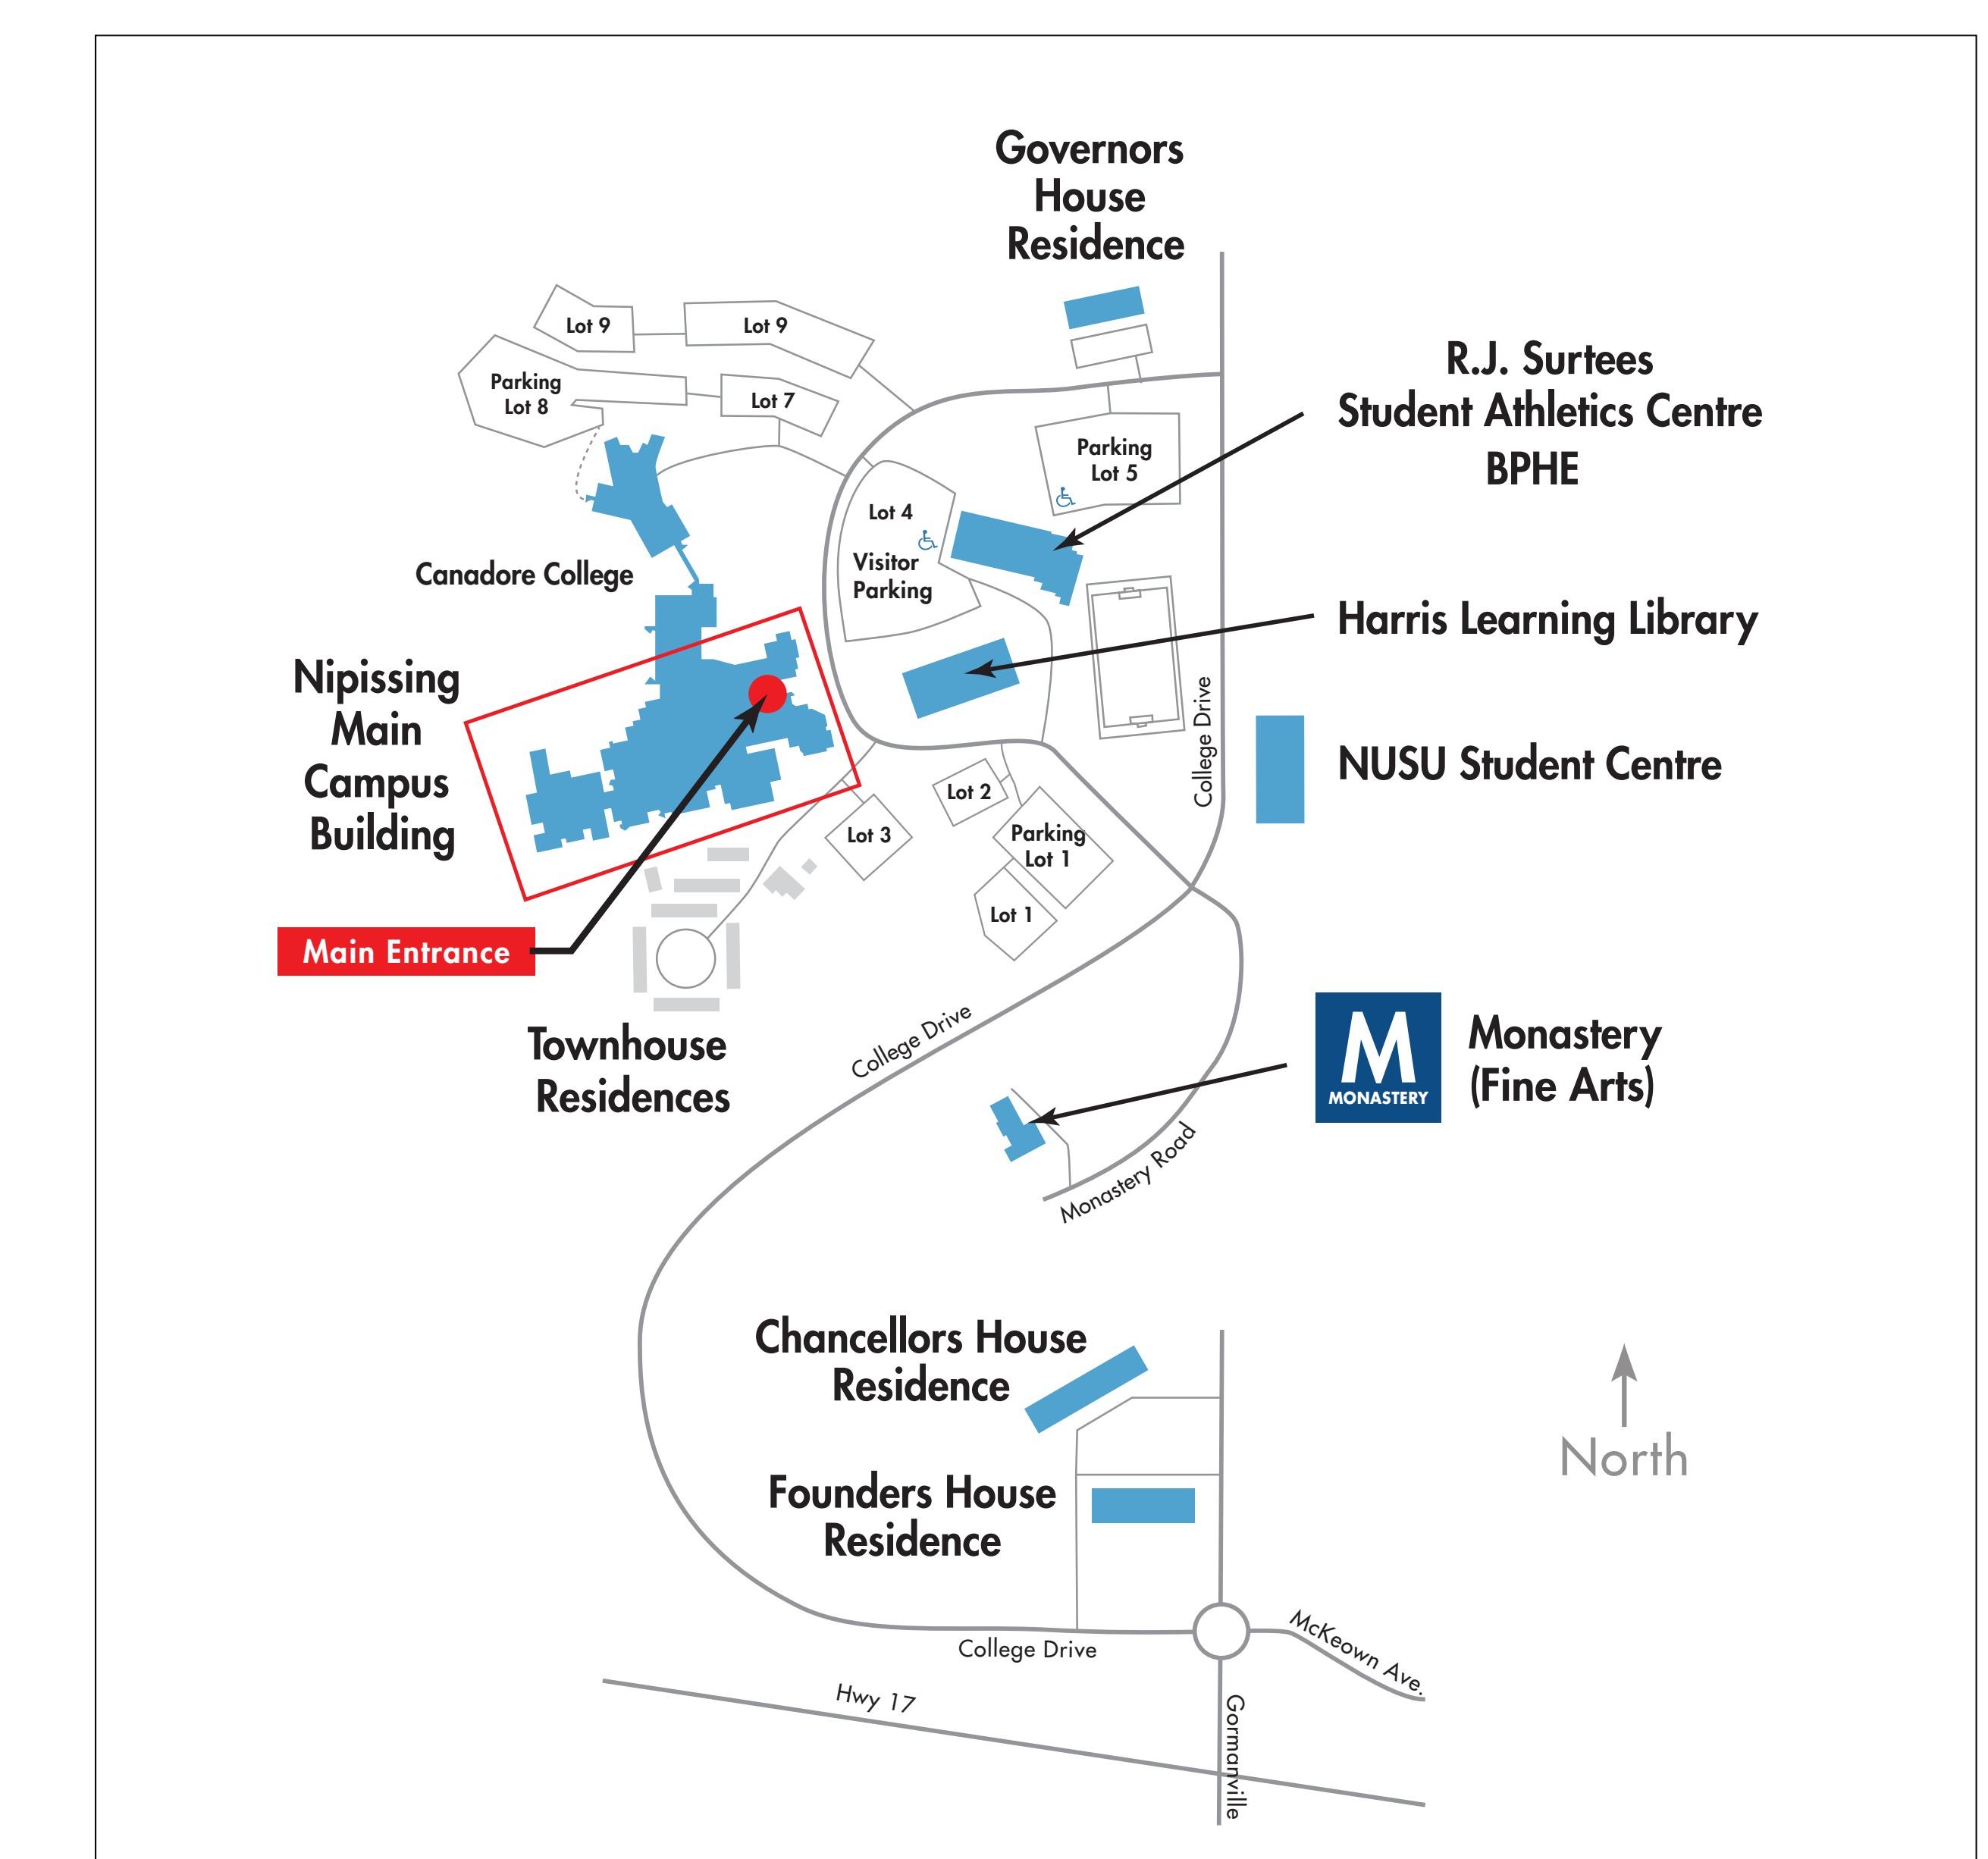 Governors
House
Residence
Lot 9
Lot 9
Parking
Lot 8
Lot 7
R.J. Surtees
Student Athletics Centre
BPHE
Parking
Lot 5
Lot 4
Visitor
Parking
Canadore College
Harris Learning Library
Nipissing
Main
Campus
Building
College Drive
NUSU Student Centre
Lot 2
Lot 3
Parking
Lot 1
Lot 1
Main Entrance
Townhouse
Residences
College Drive
M
MONASTERY
Monastery
(Fine Arts)
Monastery Road
Chancellors House
Residence
North
Founders House
Residence
McKeown Ave.
College Drive
Hwy 17
Gormanville